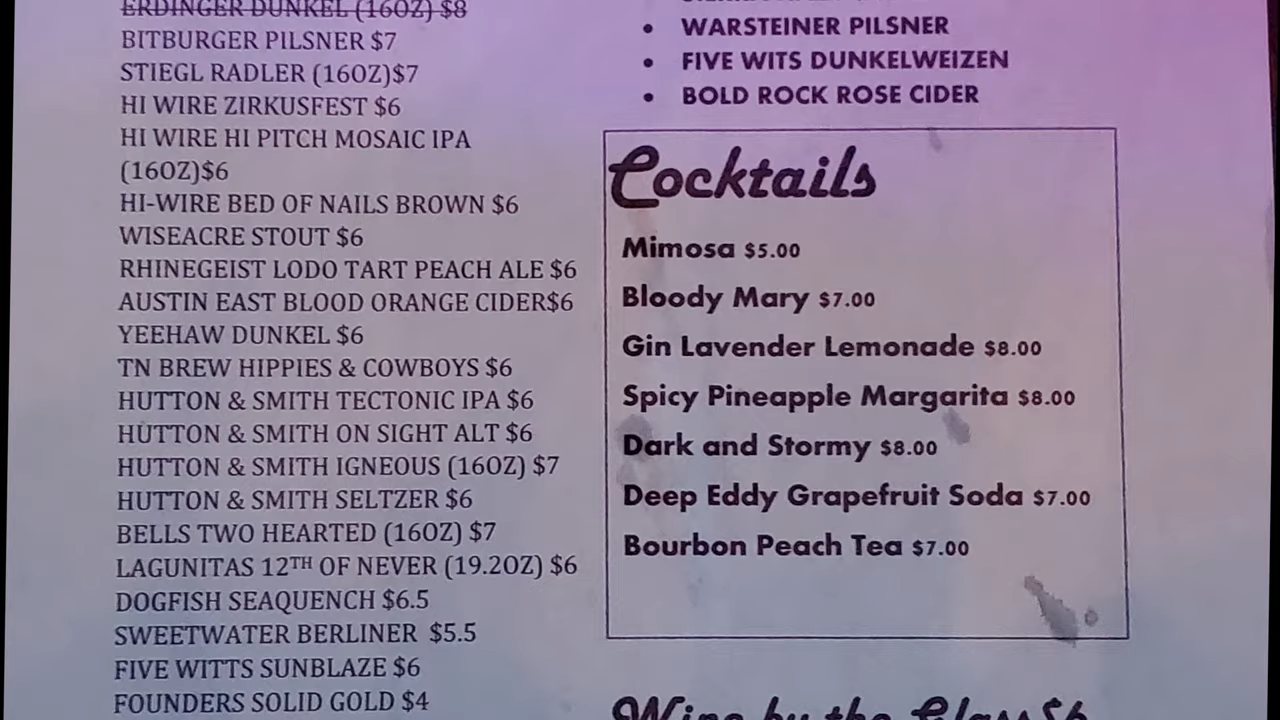 ERDINGER DUNKEL (16OZ) $8
BITBURGER PILSNER $7
STIEGL RADLER (16OZ)$7
HI WIRE ZIRKUSFEST $6
HI WIRE HI PITCH MOSAIC IPA
(16OZ)$6
HI-WIRE BED OF NAILS BROWN $6
WISEACRE STOUT $6
RHINEGEIST LODO TART PEACH ALE $6
AUSTIN EAST BLOOD ORANGE CIDER$6
YEEHAW DUNKEL $6
TN BREW HIPPIES & COWBOYS $6
HUTTON & SMITH TECTONIC IPA $6
HUTTON & SMITH ON SIGHT ALT $6
HUTTON & SMITH IGNEOUS (16OZ) $7
HUTTON & SMITH SELTZER $6
BELLS TWO HEARTED (16OZ) $7
LAGUNITAS 12TH OF NEVER (19.2OZ) $6
DOGFISH SEAQUENCH $6.5
SWEETWATER BERLINER $5.5
FIVE WITTS SUNBLAZE $6
FOUNDERS SOLID GOLD $4
• WARSTEINER PILSNER
• FIVE WITS DUNKELWEIZEN
• BOLD ROCK ROSE CIDER
Cocktails
Mimosa $5.00
Bloody Mary $7.00
Gin Lavender Lemonade $8.00
Spicy Pineapple Margarita $8.00
Dark and Stormy $8.00
Deep Eddy Grapefruit Soda $7.00
Bourbon Peach Tea $7.00
Wine by the Glass $6